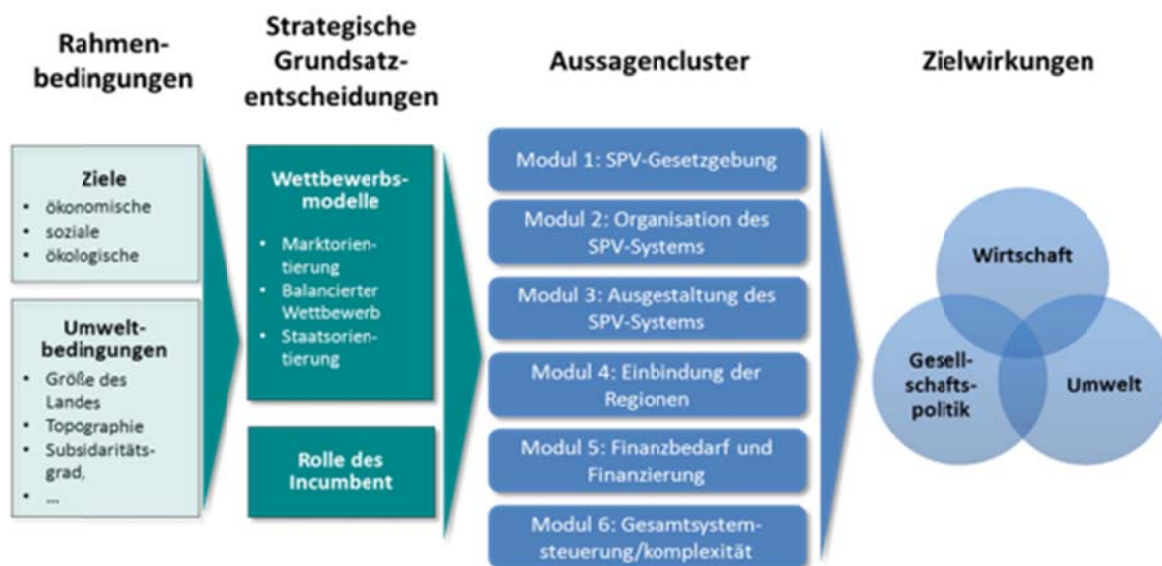 Rahmen-
bedingungen
Ziele
• ökonomische
• soziale
• ökologische
Umwelt-
bedingungen
• Größe des
Landes
• Topographie
• Subsidaritäts-
grad,
• ...
Strategische
Grundsatz-
entscheidungen
Wettbewerbs-
modelle
• Marktorien-
tierung
• Balancierter
Wettbewerb
• Staatsorien-
tierung
Rolle des
Incumbent
Aussagencluster
Modul 1: SPV-Gesetzgebung
Modul 2: Organisation des
SPV-Systems
Modul 3: Ausgestaltung des
SPV-Systems
Modul 4: Einbindung der
Regionen
Modul 5: Finanzbedarf und
Finanzierung
Modul 6: Gesamtsystem-
steuerung/komplexität
Zielwirkungen
Wirtschaft
Gesell-
schafts-
politik
Umwelt